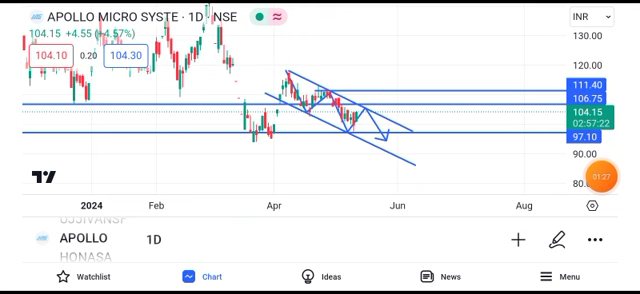 APOLLO MICRO SYSTE · 1D · NSE
INR
104.15 +4.55 (+4.57%)
104.10 0.20 104.30
130.00
120.00
111.40
106.75
104.15
02:57:22
97.10
90.00
80.
01:27
2024 Feb Apr Jun Aug
UJJIVANSF
APOLLO 1D
HONASA
Watchlist Chart Ideas News Menu